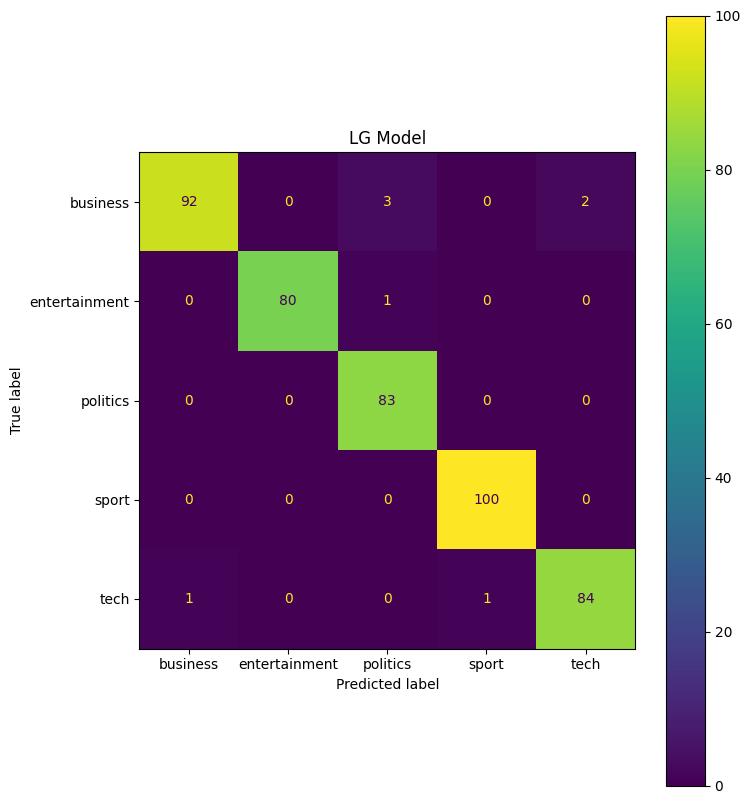 LG Model
True label
business 92 0 3 0 2
entertainment 0 80 1 0 0
politics 0 0 83 0 0
sport 0 0 0 100 0
tech 1 0 0 1 84
business entertainment politics sport tech
Predicted label
100
80
60
40
20
0